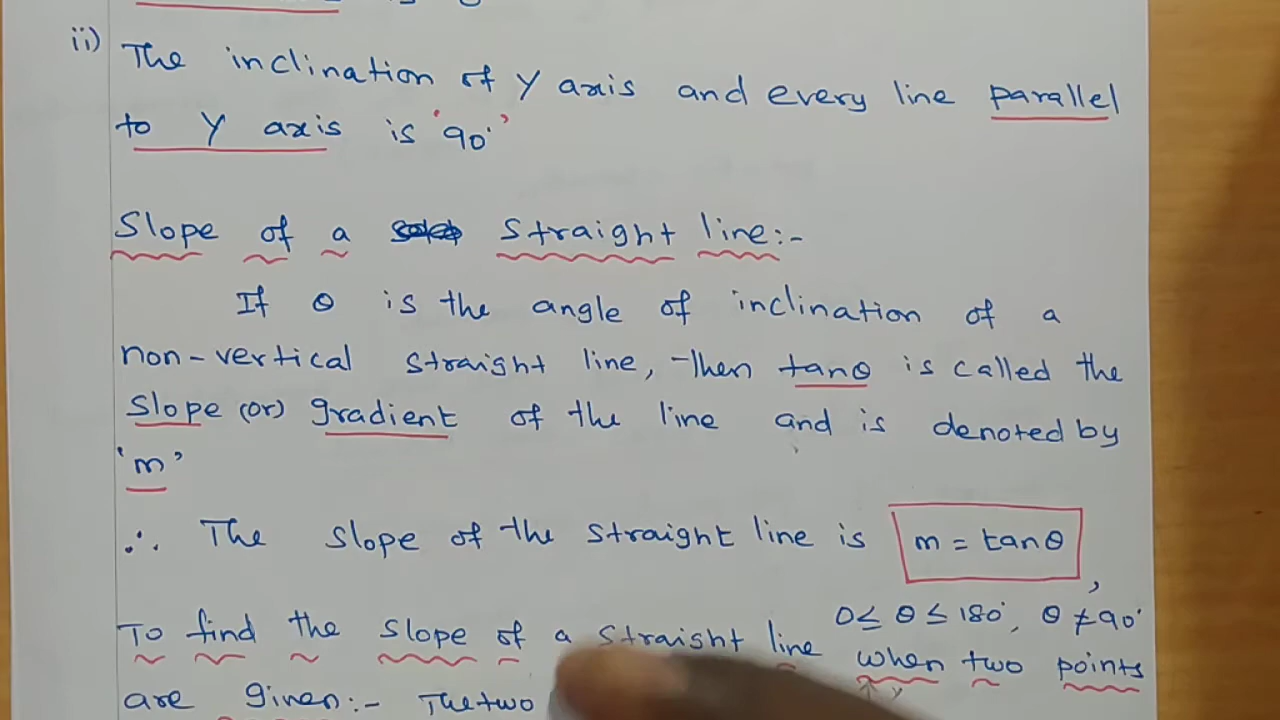 ii) The inclination of Y axis and every line parallel
to Y axis is '90°'
Slope of a straight line:-
If θ is the angle of inclination of a
non-vertical straight line, then tanθ is called the
Slope (or) gradient of the line and is denoted by
'm'
∴ The slope of the straight line is m = tanθ,
0 ≤ θ ≤ 180°, θ ≠ 90°
To find the slope of a straight line when two points
are given:- The two